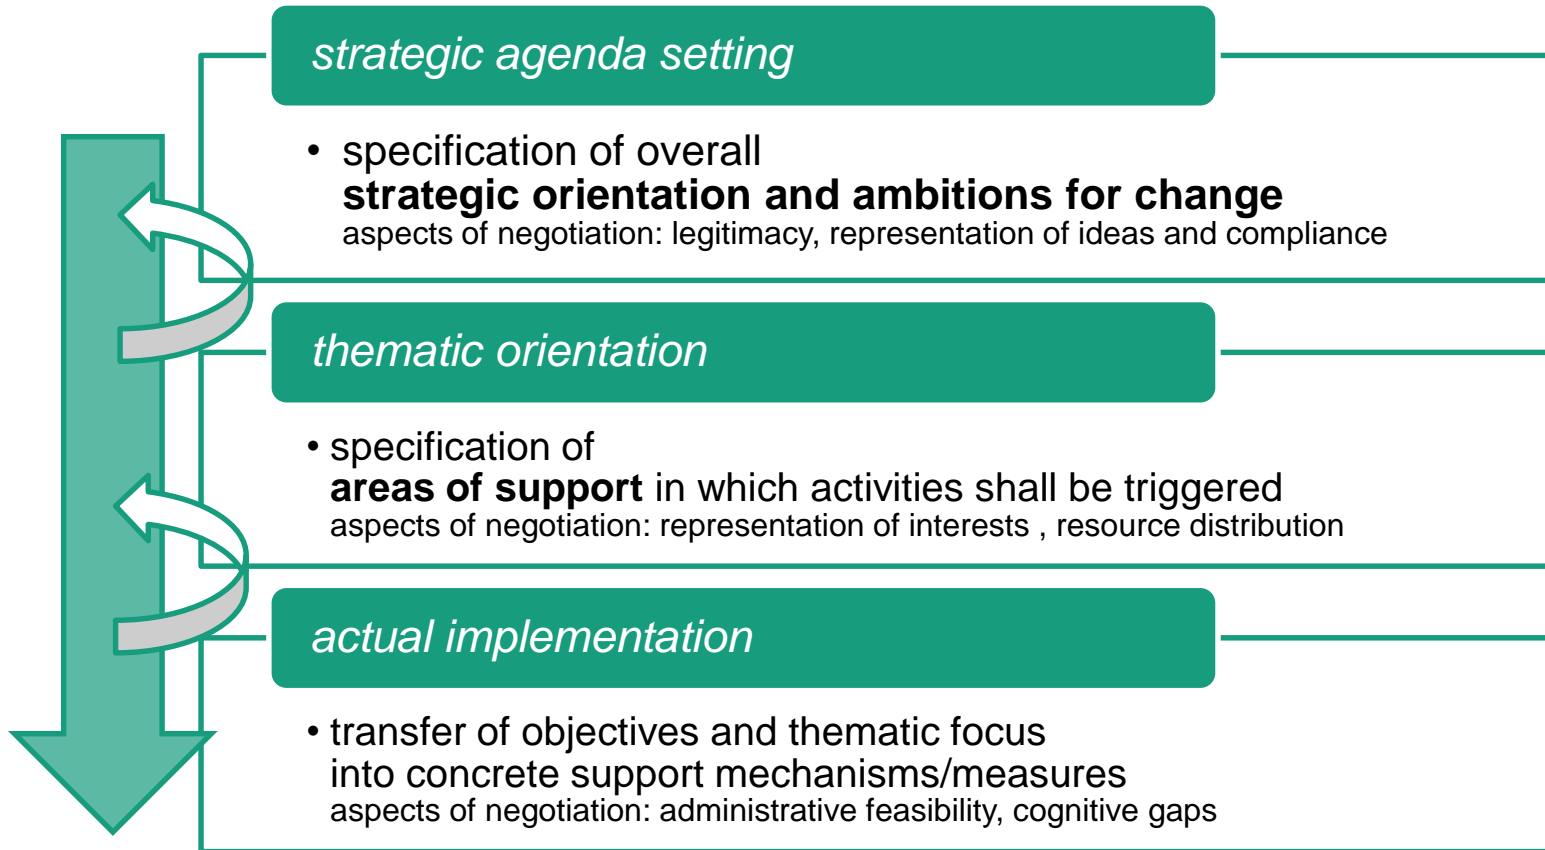 strategic agenda setting
• specification of overall
strategic orientation and ambitions for change
aspects of negotiation: legitimacy, representation of ideas and compliance
thematic orientation
• specification of
areas of support in which activities shall be triggered
aspects of negotiation: representation of interests , resource distribution
actual implementation
• transfer of objectives and thematic focus
into concrete support mechanisms/measures
aspects of negotiation: administrative feasibility, cognitive gaps